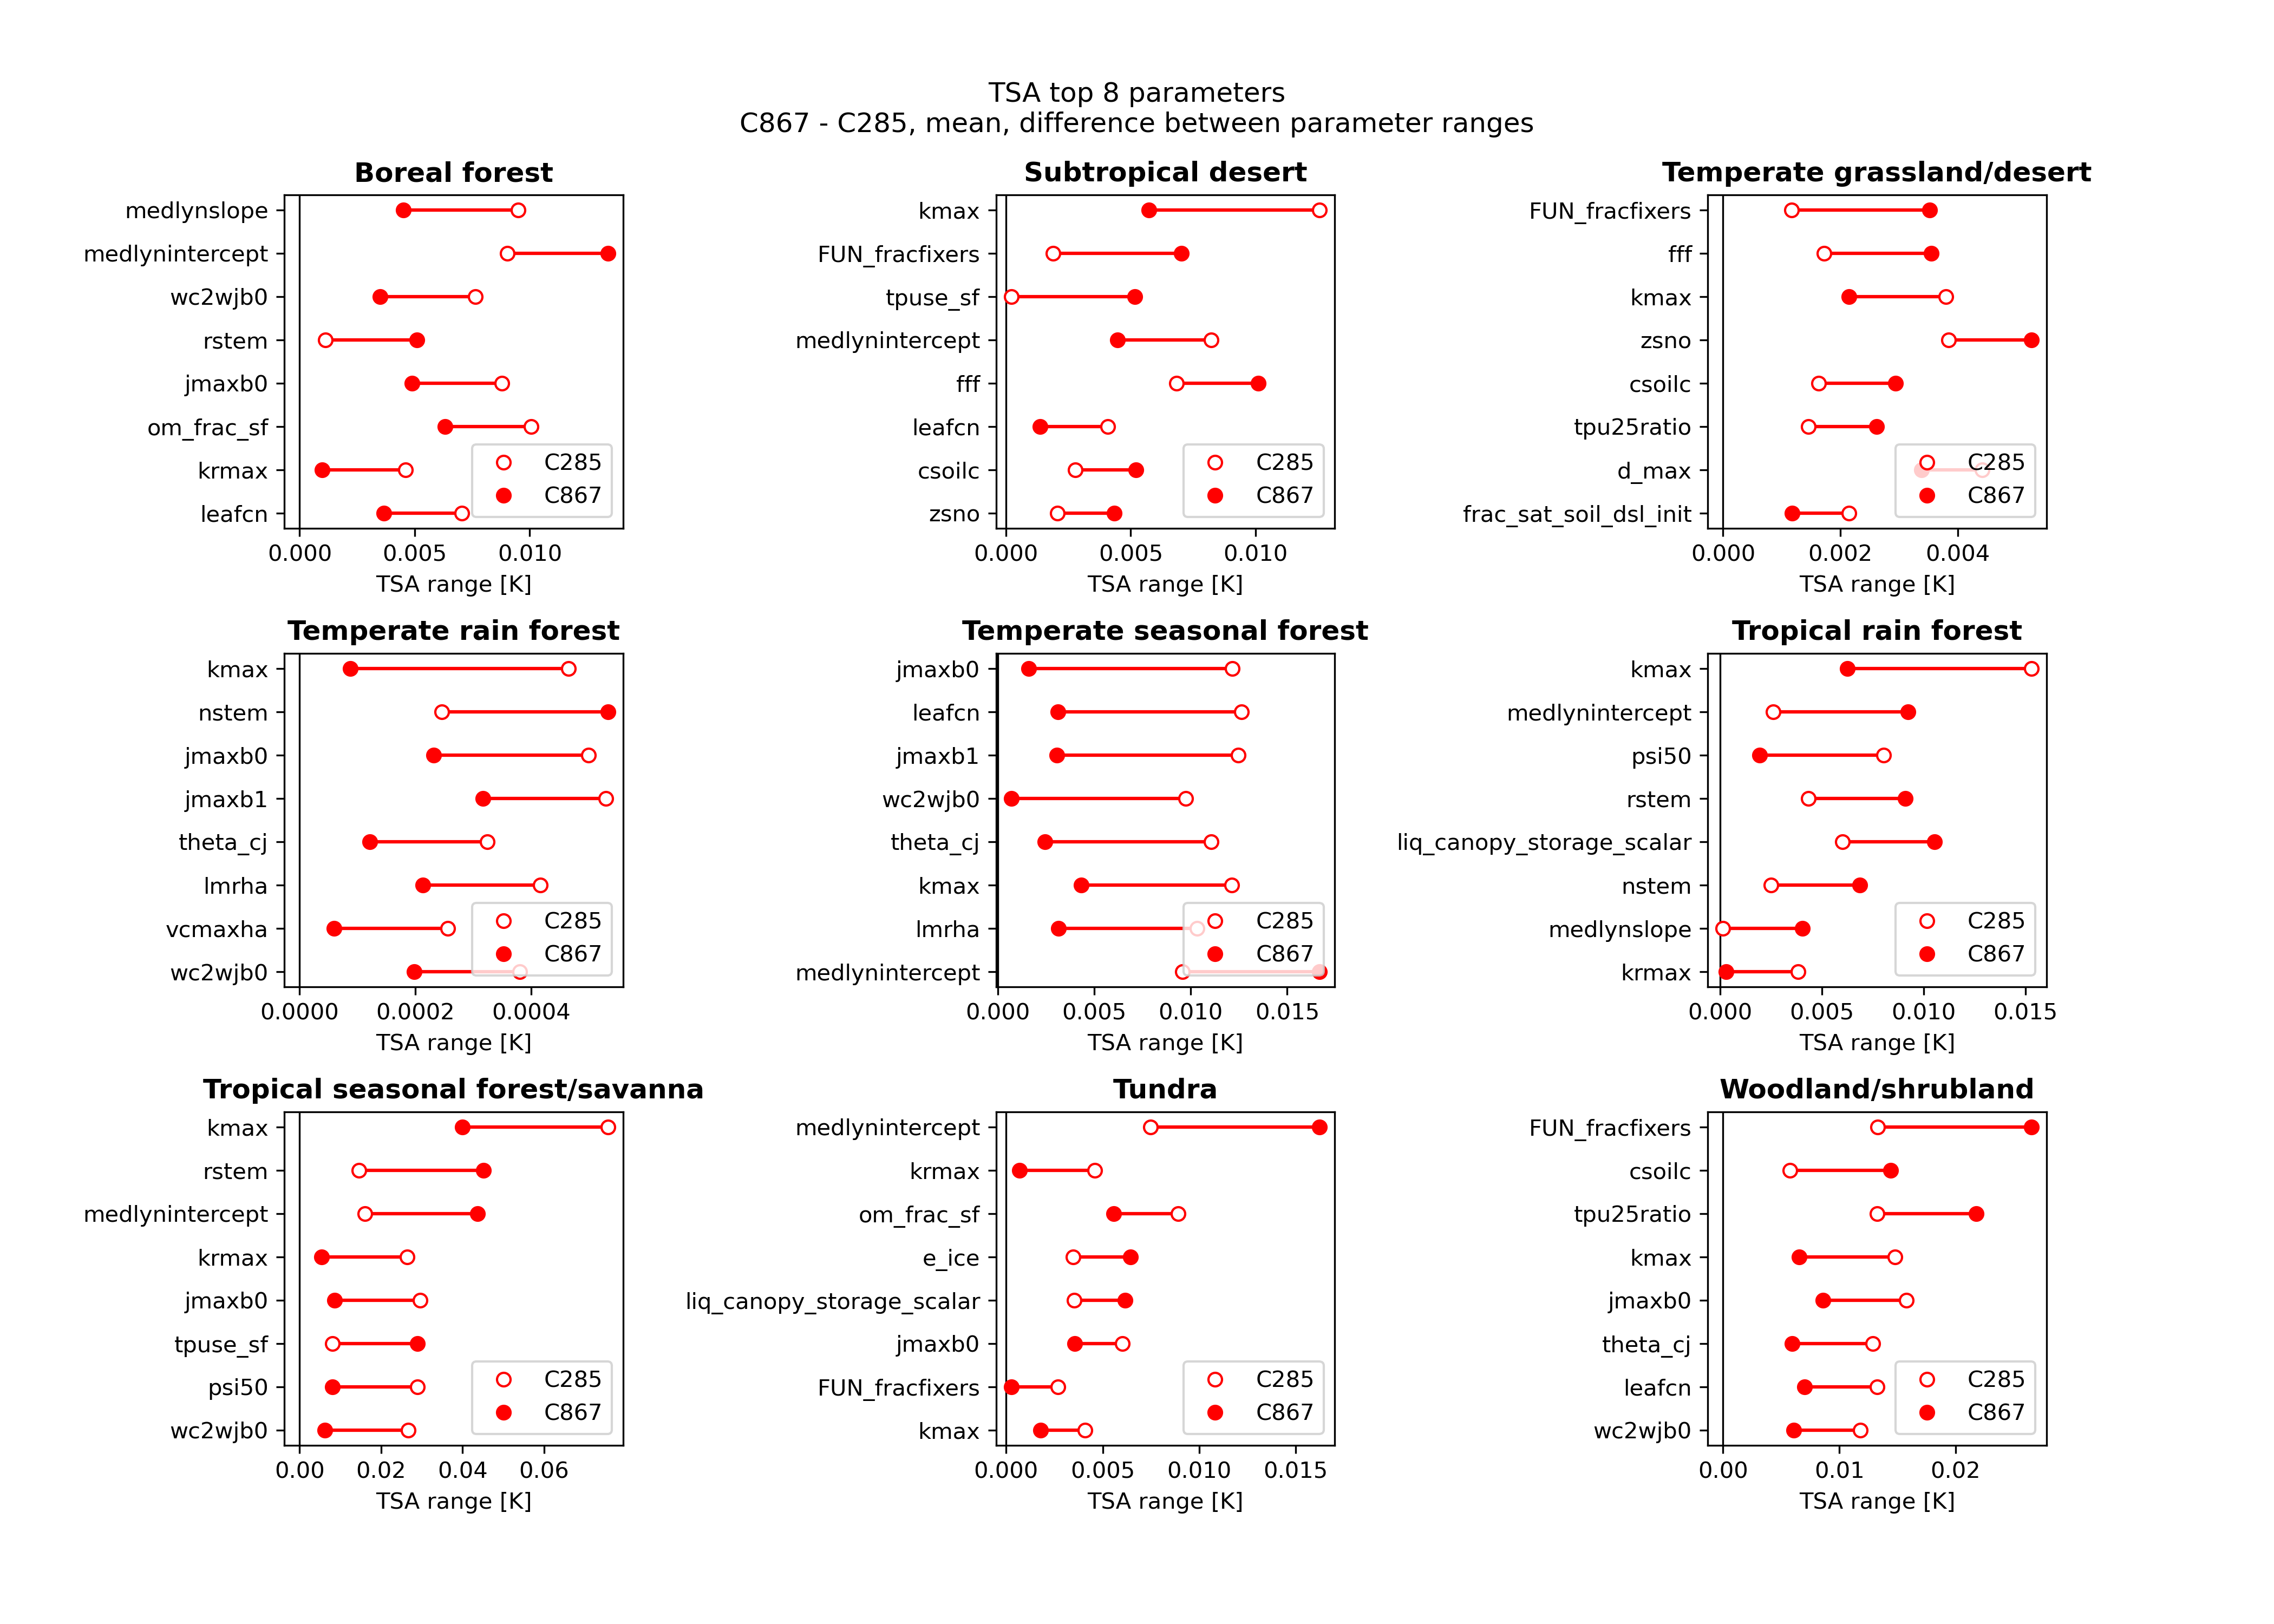 TSA top 8 parameters
C867 - C285, mean, difference between parameter ranges
Boreal forest
medlynslope
medlynintercept
wc2wjb0
rstem
jmaxb0
om_frac_sf
krmax
leafcn
C285
C867
0.000 0.005 0.010
TSA range [K]
Subtropical desert
kmax
FUN_fracfixers
tpuse_sf
medlynintercept
fff
leafcn
csoilc
zsno
C285
C867
0.000 0.005 0.010
TSA range [K]
Temperate grassland/desert
FUN_fracfixers
fff
kmax
zsno
csoilc
tpu25ratio
d_max
frac_sat_soil_dsl_init
C285
C867
0.000 0.002 0.004
TSA range [K]
Temperate rain forest
kmax
nstem
jmaxb0
jmaxb1
theta_cj
lmrha
vcmaxha
wc2wjb0
C285
C867
0.0000 0.0002 0.0004
TSA range [K]
Temperate seasonal forest
jmaxb0
leafcn
jmaxb1
wc2wjb0
theta_cj
kmax
lmrha
medlynintercept
C285
C867
0.000 0.005 0.010 0.015
TSA range [K]
Tropical rain forest
kmax
medlynintercept
psi50
rstem
liq_canopy_storage_scalar
nstem
medlynslope
krmax
C285
C867
0.000 0.005 0.010 0.015
TSA range [K]
Tropical seasonal forest/savanna
kmax
rstem
medlynintercept
krmax
jmaxb0
tpuse_sf
psi50
wc2wjb0
C285
C867
0.00 0.02 0.04 0.06
TSA range [K]
Tundra
medlynintercept
krmax
om_frac_sf
e_ice
liq_canopy_storage_scalar
jmaxb0
FUN_fracfixers
kmax
C285
C867
0.000 0.005 0.010 0.015
TSA range [K]
Woodland/shrubland
FUN_fracfixers
csoilc
tpu25ratio
kmax
jmaxb0
theta_cj
leafcn
wc2wjb0
C285
C867
0.00 0.01 0.02
TSA range [K]